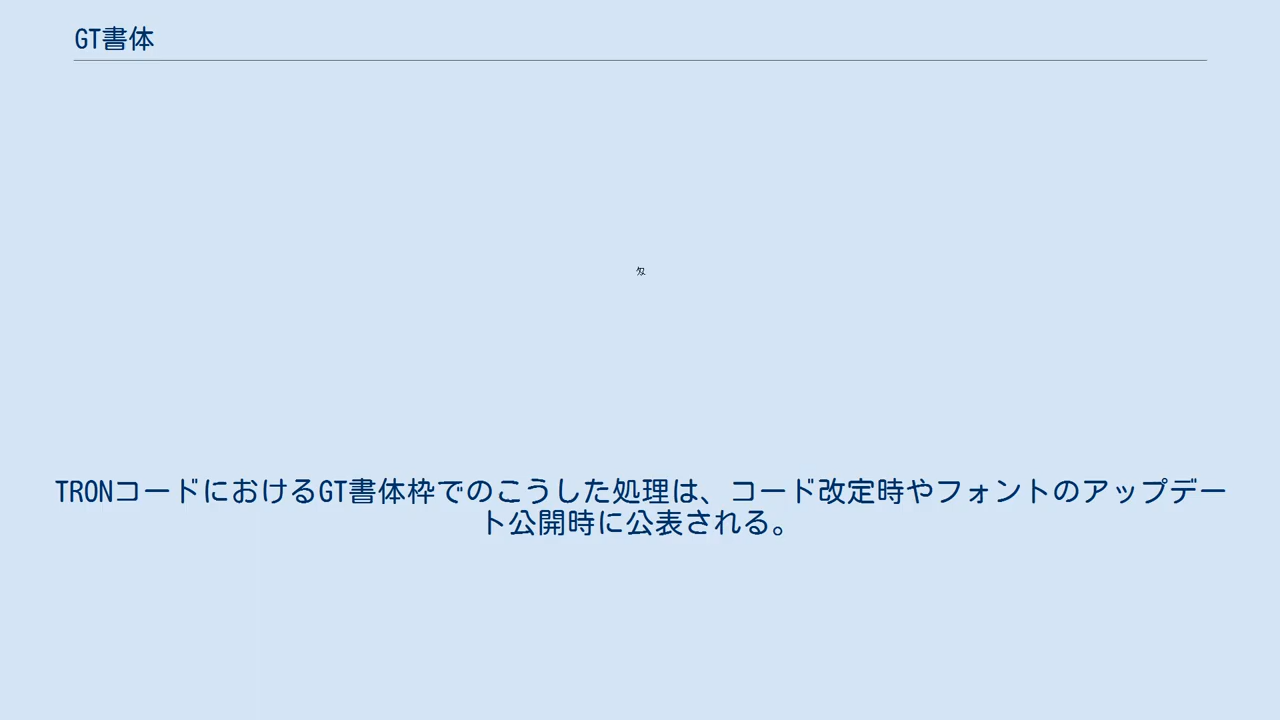 GT書体
TRONコードにおけるGT書体枠でのこうした処理は、コード改定時やフォントのアップデー
ト公開時に公表される。